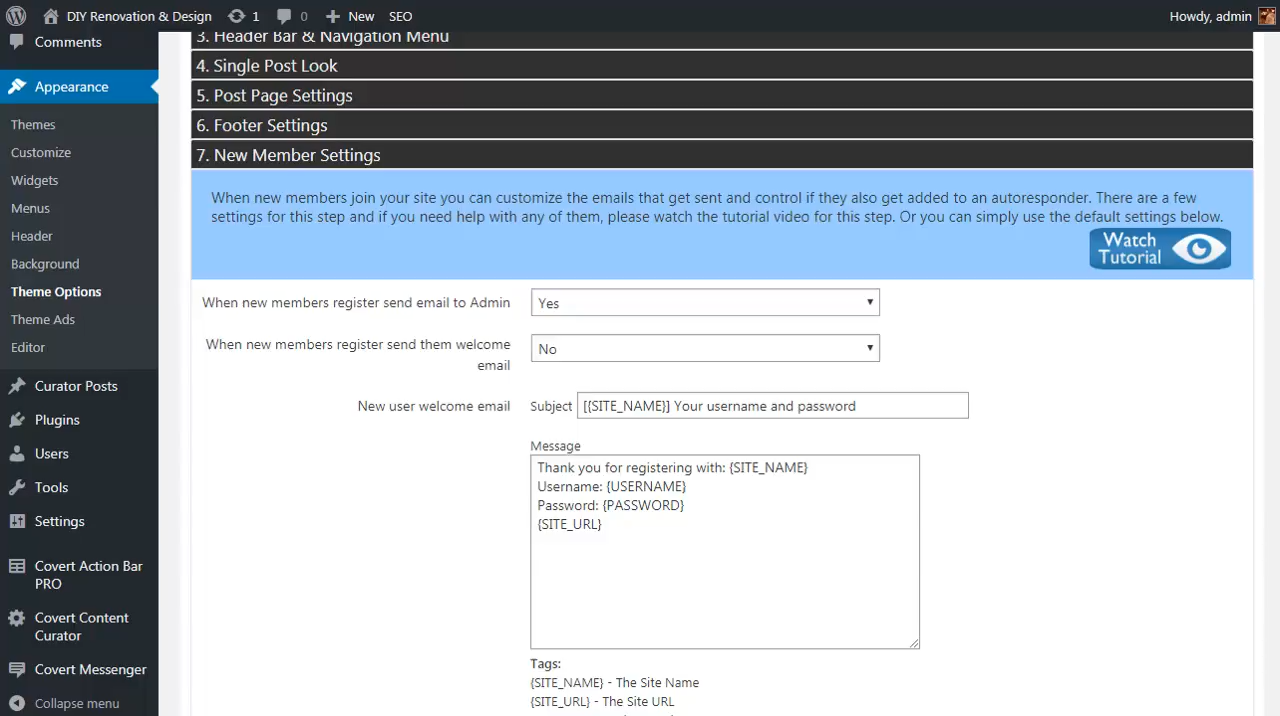 DIY Renovation & Design 1 0 New SEO Howdy, admin
Comments
Appearance
Themes
Customize
Widgets
Menus
Header
Background
Theme Options
Theme Ads
Editor
Curator Posts
Plugins
Users
Tools
Settings
Covert Action Bar
PRO
Covert Content
Curator
Covert Messenger
Collapse menu
3. Header Bar & Navigation Menu
4. Single Post Look
5. Post Page Settings
6. Footer Settings
7. New Member Settings
When new members join your site you can customize the emails that get sent and control if they also get added to an autoresponder. There are a few
settings for this step and if you need help with any of them, please watch the tutorial video for this step. Or you can simply use the default settings below.
Watch
Tutorial
When new members register send email to Admin Yes
When new members register send them welcome
email
No
New user welcome email Subject [{SITE_NAME}] Your username and password
Message
Thank you for registering with: {SITE_NAME}
Username: {USERNAME}
Password: {PASSWORD}
{SITE_URL}
Tags:
{SITE_NAME} - The Site Name
{SITE_URL} - The Site URL